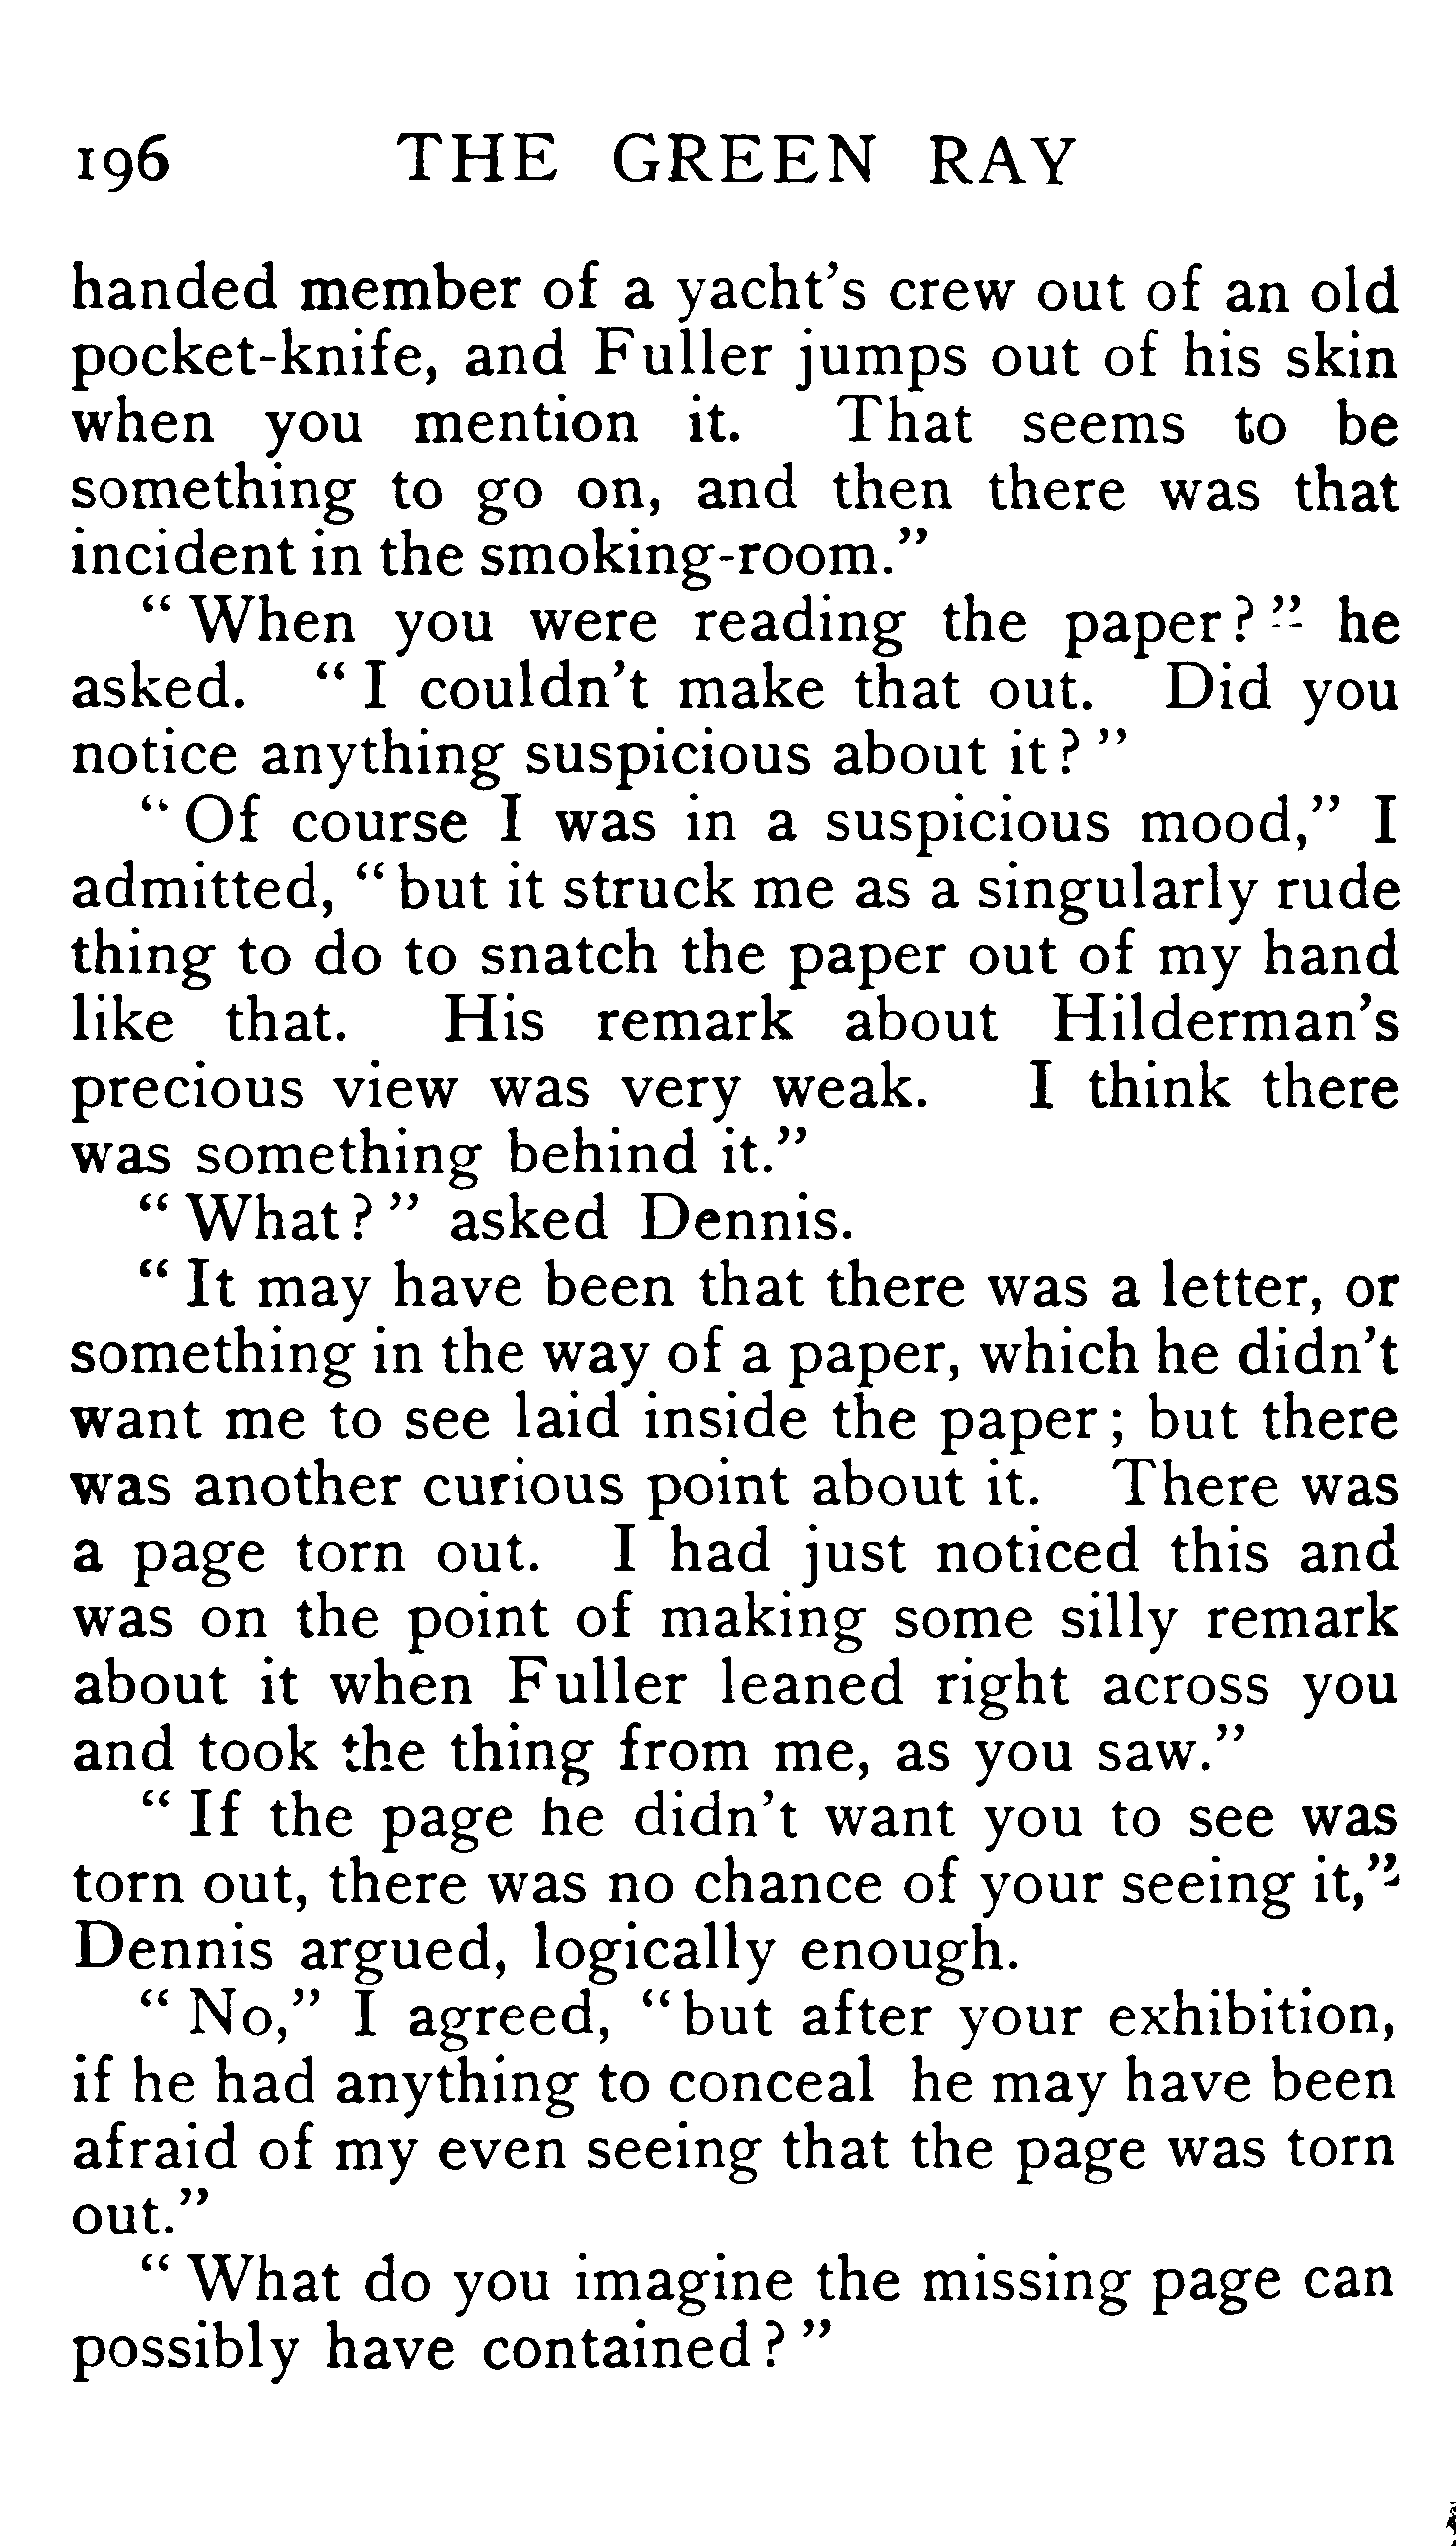 196 THE GREEN RAY
handed member of a yacht's crew out of an old
pocket-knife, and Fuller jumps out of his skin
when you mention it. That seems to be
something to go on, and then there was that
incident in the smoking-room."
"When you were reading the paper?" he
asked. "I couldn't make that out. Did you
notice anything suspicious about it?"
"Of course I was in a suspicious mood," I
admitted, "but it struck me as a singularly rude
thing to do to snatch the paper out of my hand
like that. His remark about Hilderman's
precious view was very weak. I think there
was something behind it."
"What?" asked Dennis.
"It may have been that there was a letter, or
something in the way of a paper, which he didn't
want me to see laid inside the paper; but there
was another curious point about it. There was
a page torn out. I had just noticed this and
was on the point of making some silly remark
about it when Fuller leaned right across you
and took the thing from me, as you saw."
"If the page he didn't want you to see was
torn out, there was no chance of your seeing it,"
Dennis argued, logically enough.
"No," I agreed, "but after your exhibition,
if he had anything to conceal he may have been
afraid of my even seeing that the page was torn
out."
"What do you imagine the missing page can
possibly have contained?"